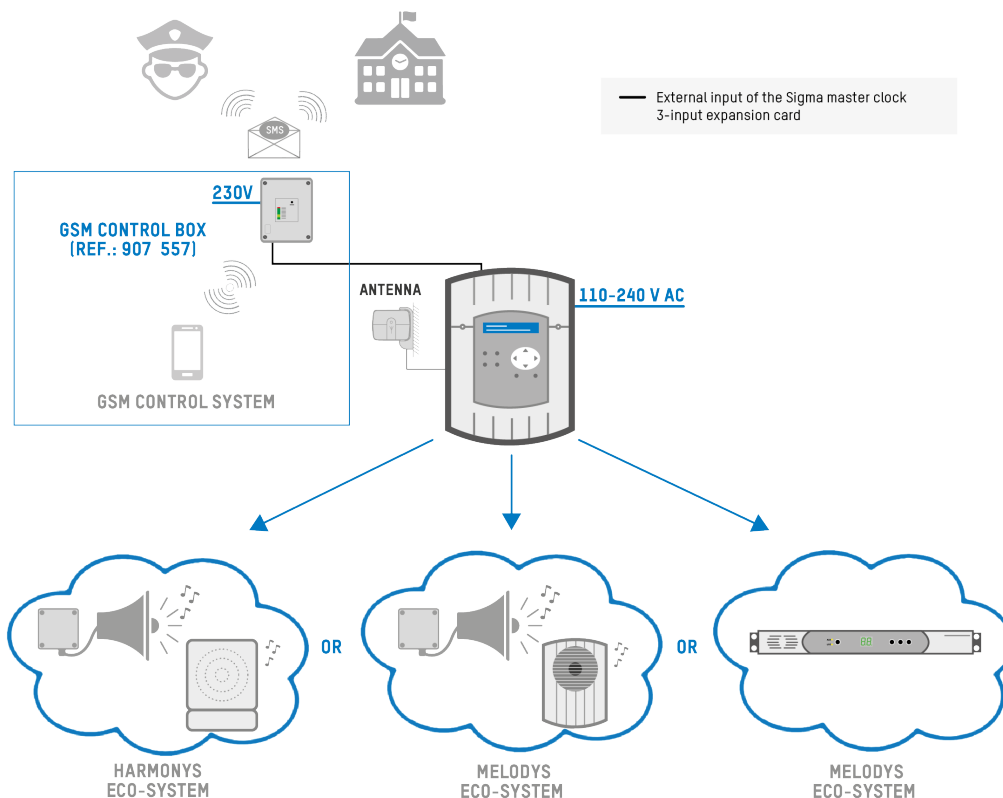 SMS
External input of the Sigma master clock
3-input expansion card
230V
GSM CONTROL BOX
(REF.: 907 557)
ANTENNA
110-240 V AC
GSM CONTROL SYSTEM
OR
OR
88
HARMONYS
ECO-SYSTEM
MELODYS
ECO-SYSTEM
MELODYS
ECO-SYSTEM